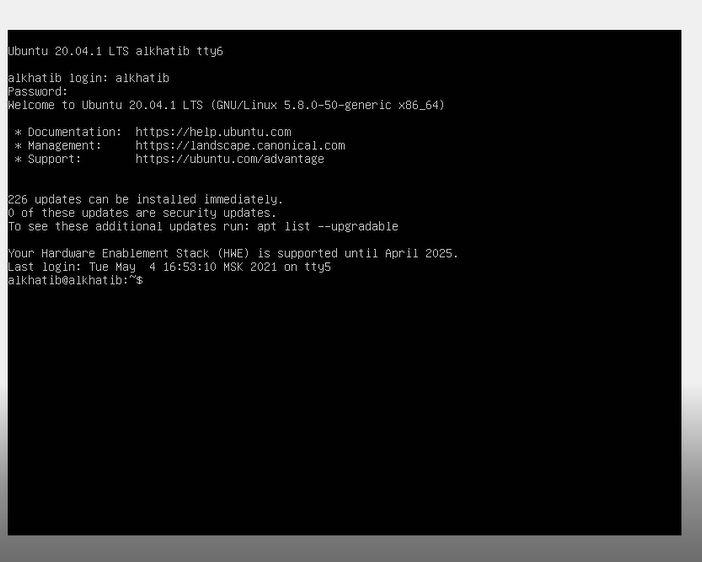 Ubuntu 20.04.1 LTS alkhatib tty6
alkhatib login: alkhatib
Password:
Welcome to Ubuntu 20.04.1 LTS (GNU/Linux 5.8.0-50-generic x86_64)
* Documentation:  https://help.ubuntu.com
* Management:     https://landscape.canonical.com
* Support:        https://ubuntu.com/advantage
226 updates can be installed immediately.
0 of these updates are security updates.
To see these additional updates run: apt list --upgradable
Your Hardware Enablement Stack (HWE) is supported until April 2025.
Last login: Tue May  4 16:53:10 MSK 2021 on tty5
alkhatib@alkhatib:~$